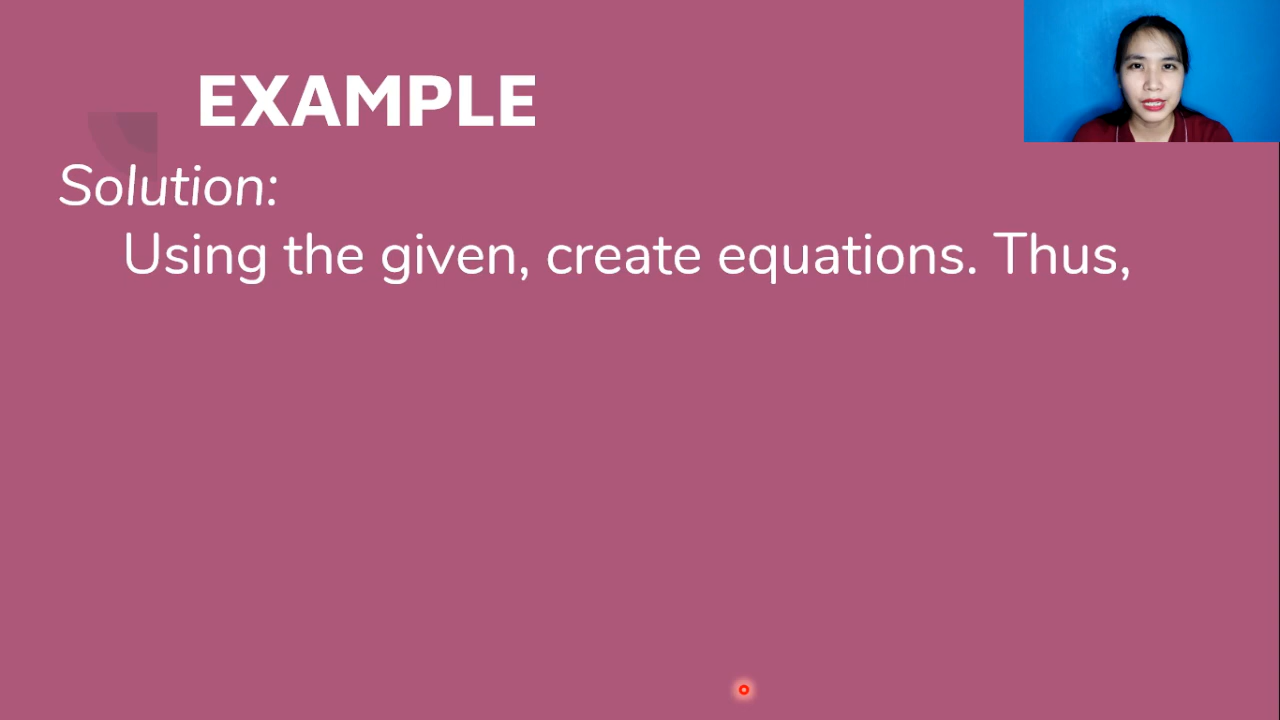 EXAMPLE
Solution:
Using the given, create equations. Thus,